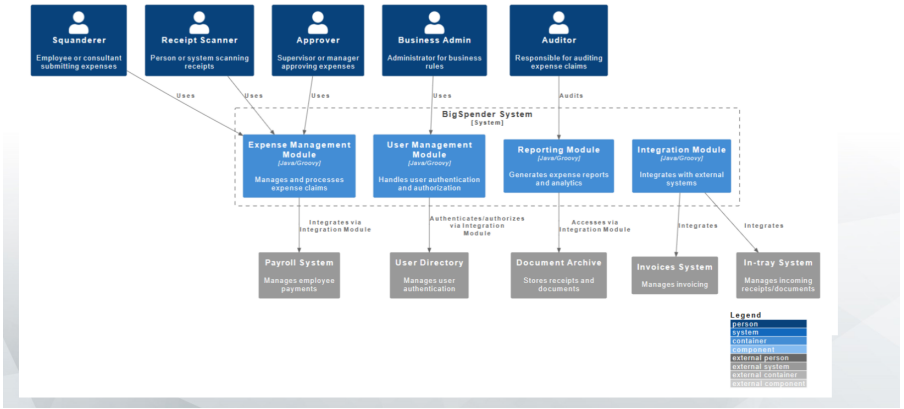 Squanderer
Employee or consultant
submitting expenses
Receipt Scanner
Person or system scanning
receipts
Approver
Supervisor or manager
approving expenses
Business Admin
Administrator for business
rules
Auditor
Responsible for auditing
expense claims
Uses
Uses
Uses
Uses
Audits
BigSpender System
[System]
Expense Management
Module
[Java/Groovy]
Manages and processes
expense claims
User Management
Module
[Java/Groovy]
Handles user authentication
and authorization
Reporting Module
[Java/Groovy]
Generates expense reports
and analytics
Integration Module
[Java/Groovy]
Integrates with external
systems
Integrates via
Integration Module
Authenticates/authorizes
via Integration
Module
Accesses via
Integration Module
Integrates
Integrates
Payroll System
Manages employee
payments
User Directory
Manages user
authentication
Document Archive
Stores receipts and
documents
Invoices System
Manages invoicing
In-tray System
Manages incoming
receipts/documents
Legend
person
system
container
component
external person
external system
external container
external component